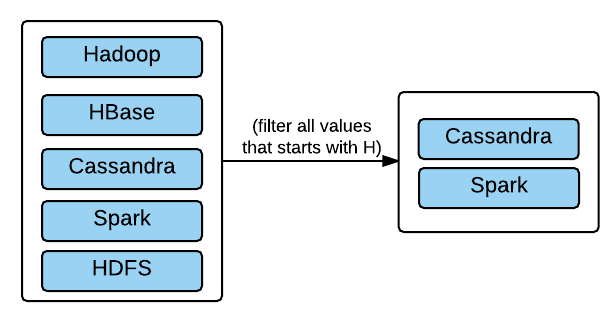 Hadoop
HBase
Cassandra
Spark
HDFS
(filter all values
that starts with H)
Cassandra
Spark